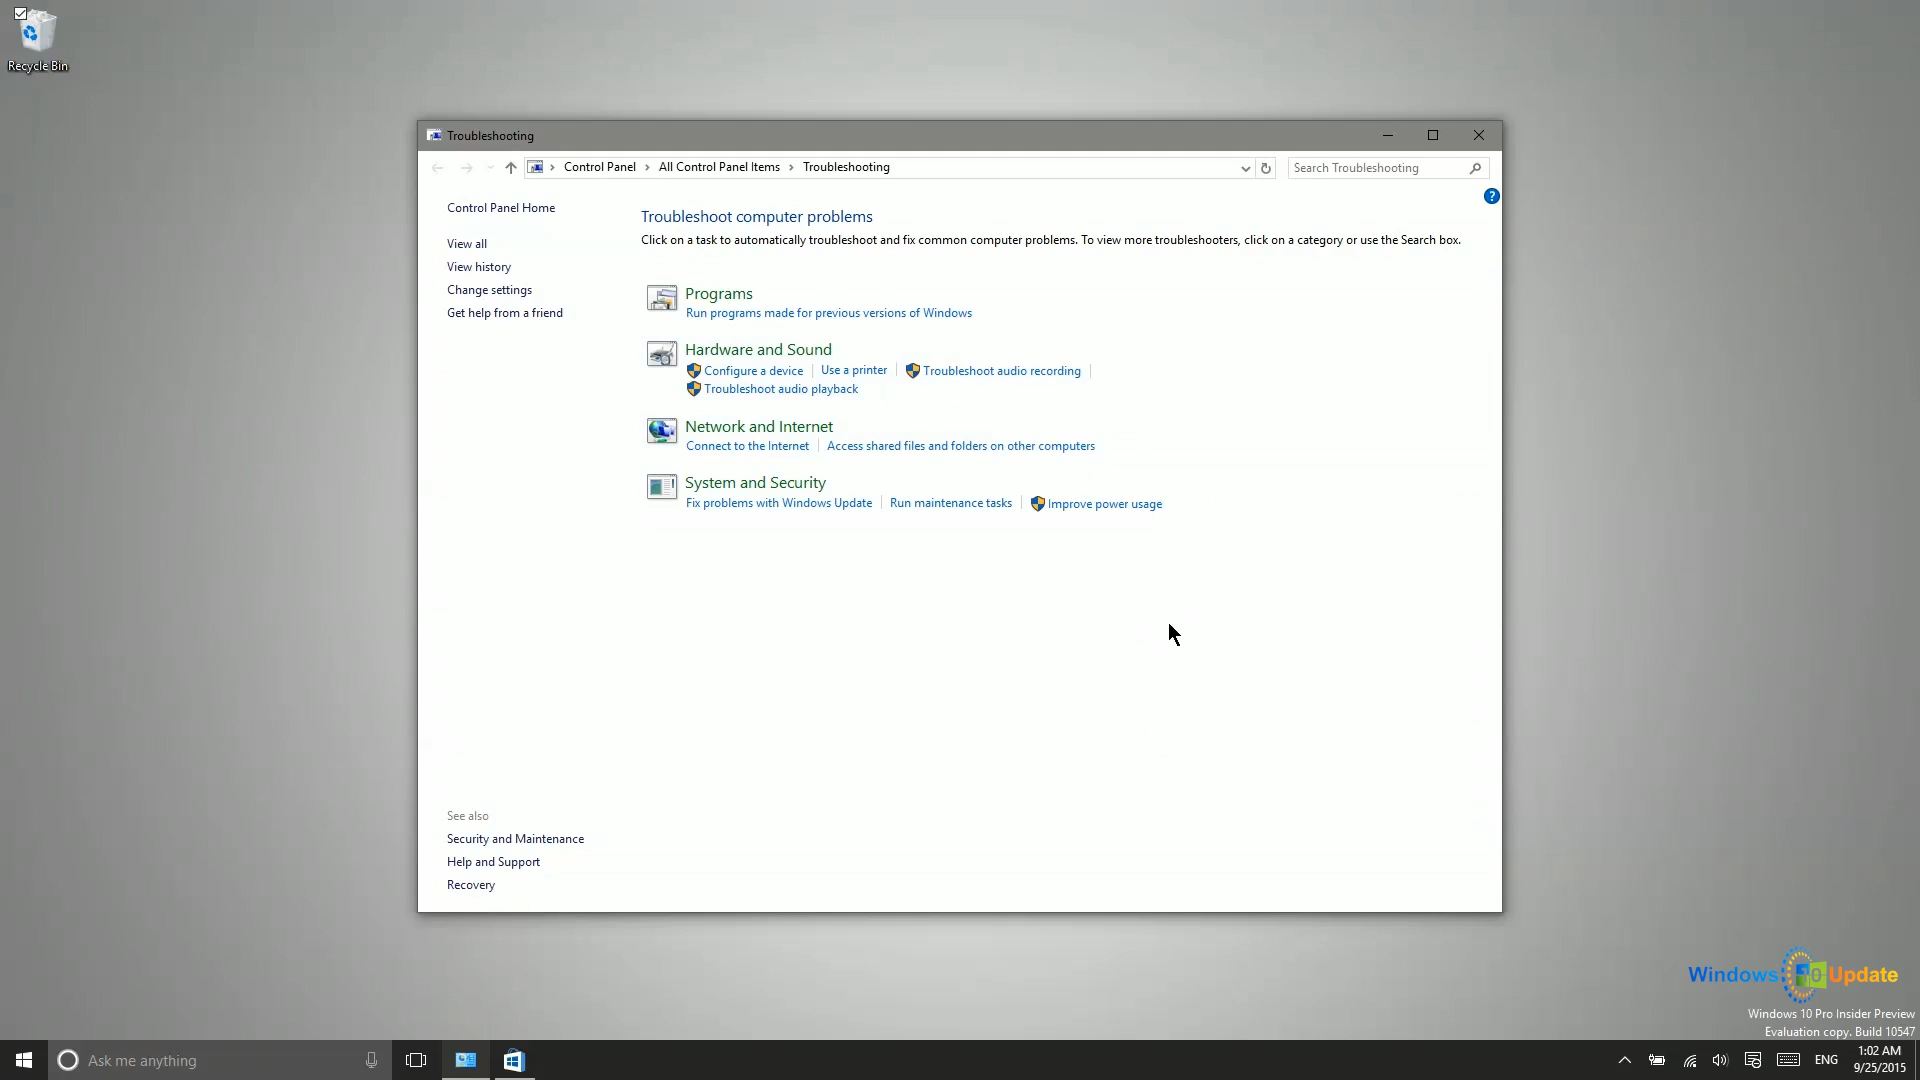 Recycle Bin
Troubleshooting
Control Panel > All Control Panel Items > Troubleshooting
Search Troubleshooting
?
Control Panel Home
View all
View history
Change settings
Get help from a friend
Troubleshoot computer problems
Click on a task to automatically troubleshoot and fix common computer problems. To view more troubleshooters, click on a category or use the Search box.
Programs
Run programs made for previous versions of Windows
Hardware and Sound
Configure a device | Use a printer | Troubleshoot audio recording |
Troubleshoot audio playback
Network and Internet
Connect to the Internet | Access shared files and folders on other computers
System and Security
Fix problems with Windows Update | Run maintenance tasks | Improve power usage
See also
Security and Maintenance
Help and Support
Recovery
Windows 10 Update
Windows 10 Pro Insider Preview
Evaluation copy. Build 10547
Ask me anything
ENG
1:02 AM
9/25/2015